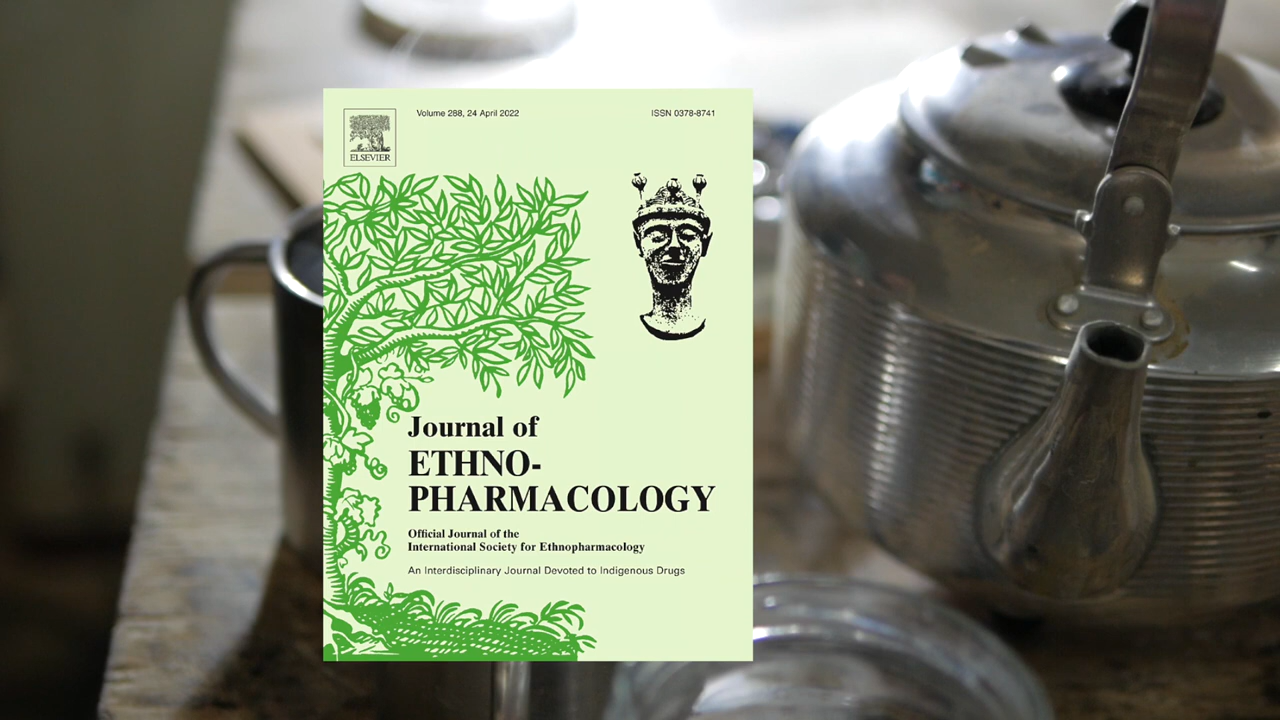 Volume 288, 24 April 2022
ISSN 0378-8741
ELSEVIER
Journal of
ETHNO-
PHARMACOLOGY
Official Journal of the
International Society for Ethnopharmacology
An Interdisciplinary Journal Devoted to Indigenous Drugs